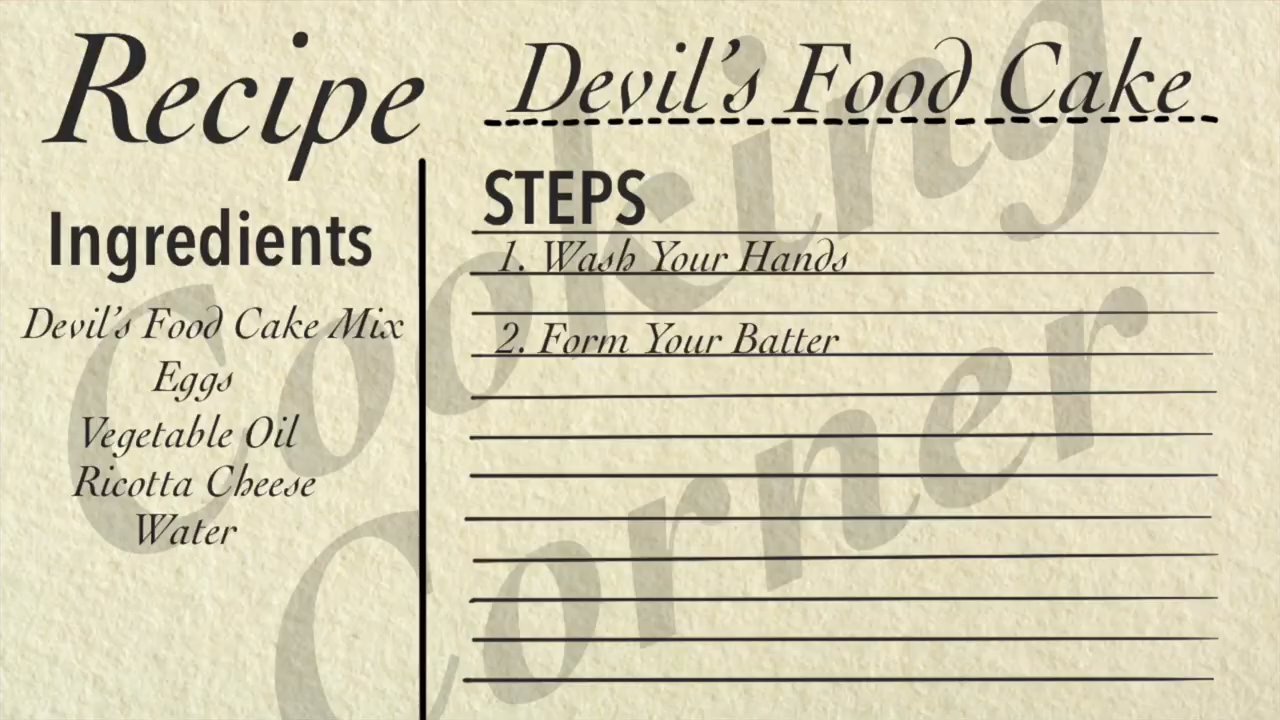 Recipe
Devil's Food Cake
Ingredients
Devil's Food Cake Mix
Eggs
Vegetable Oil
Ricotta Cheese
Water
STEPS
1. Wash Your Hands
2. Form Your Batter
Cooking
Corner